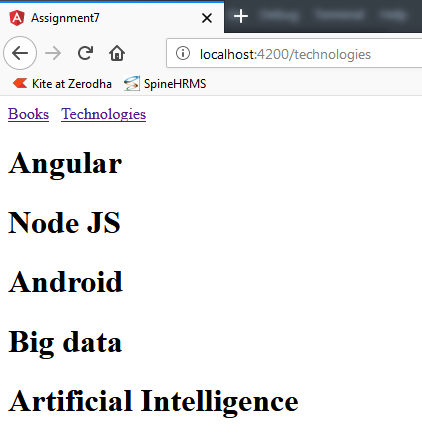 Assignment7
localhost:4200/technologies
Kite at Zerodha SpineHRMS
Books Technologies
Angular
Node JS
Android
Big data
Artificial Intelligence